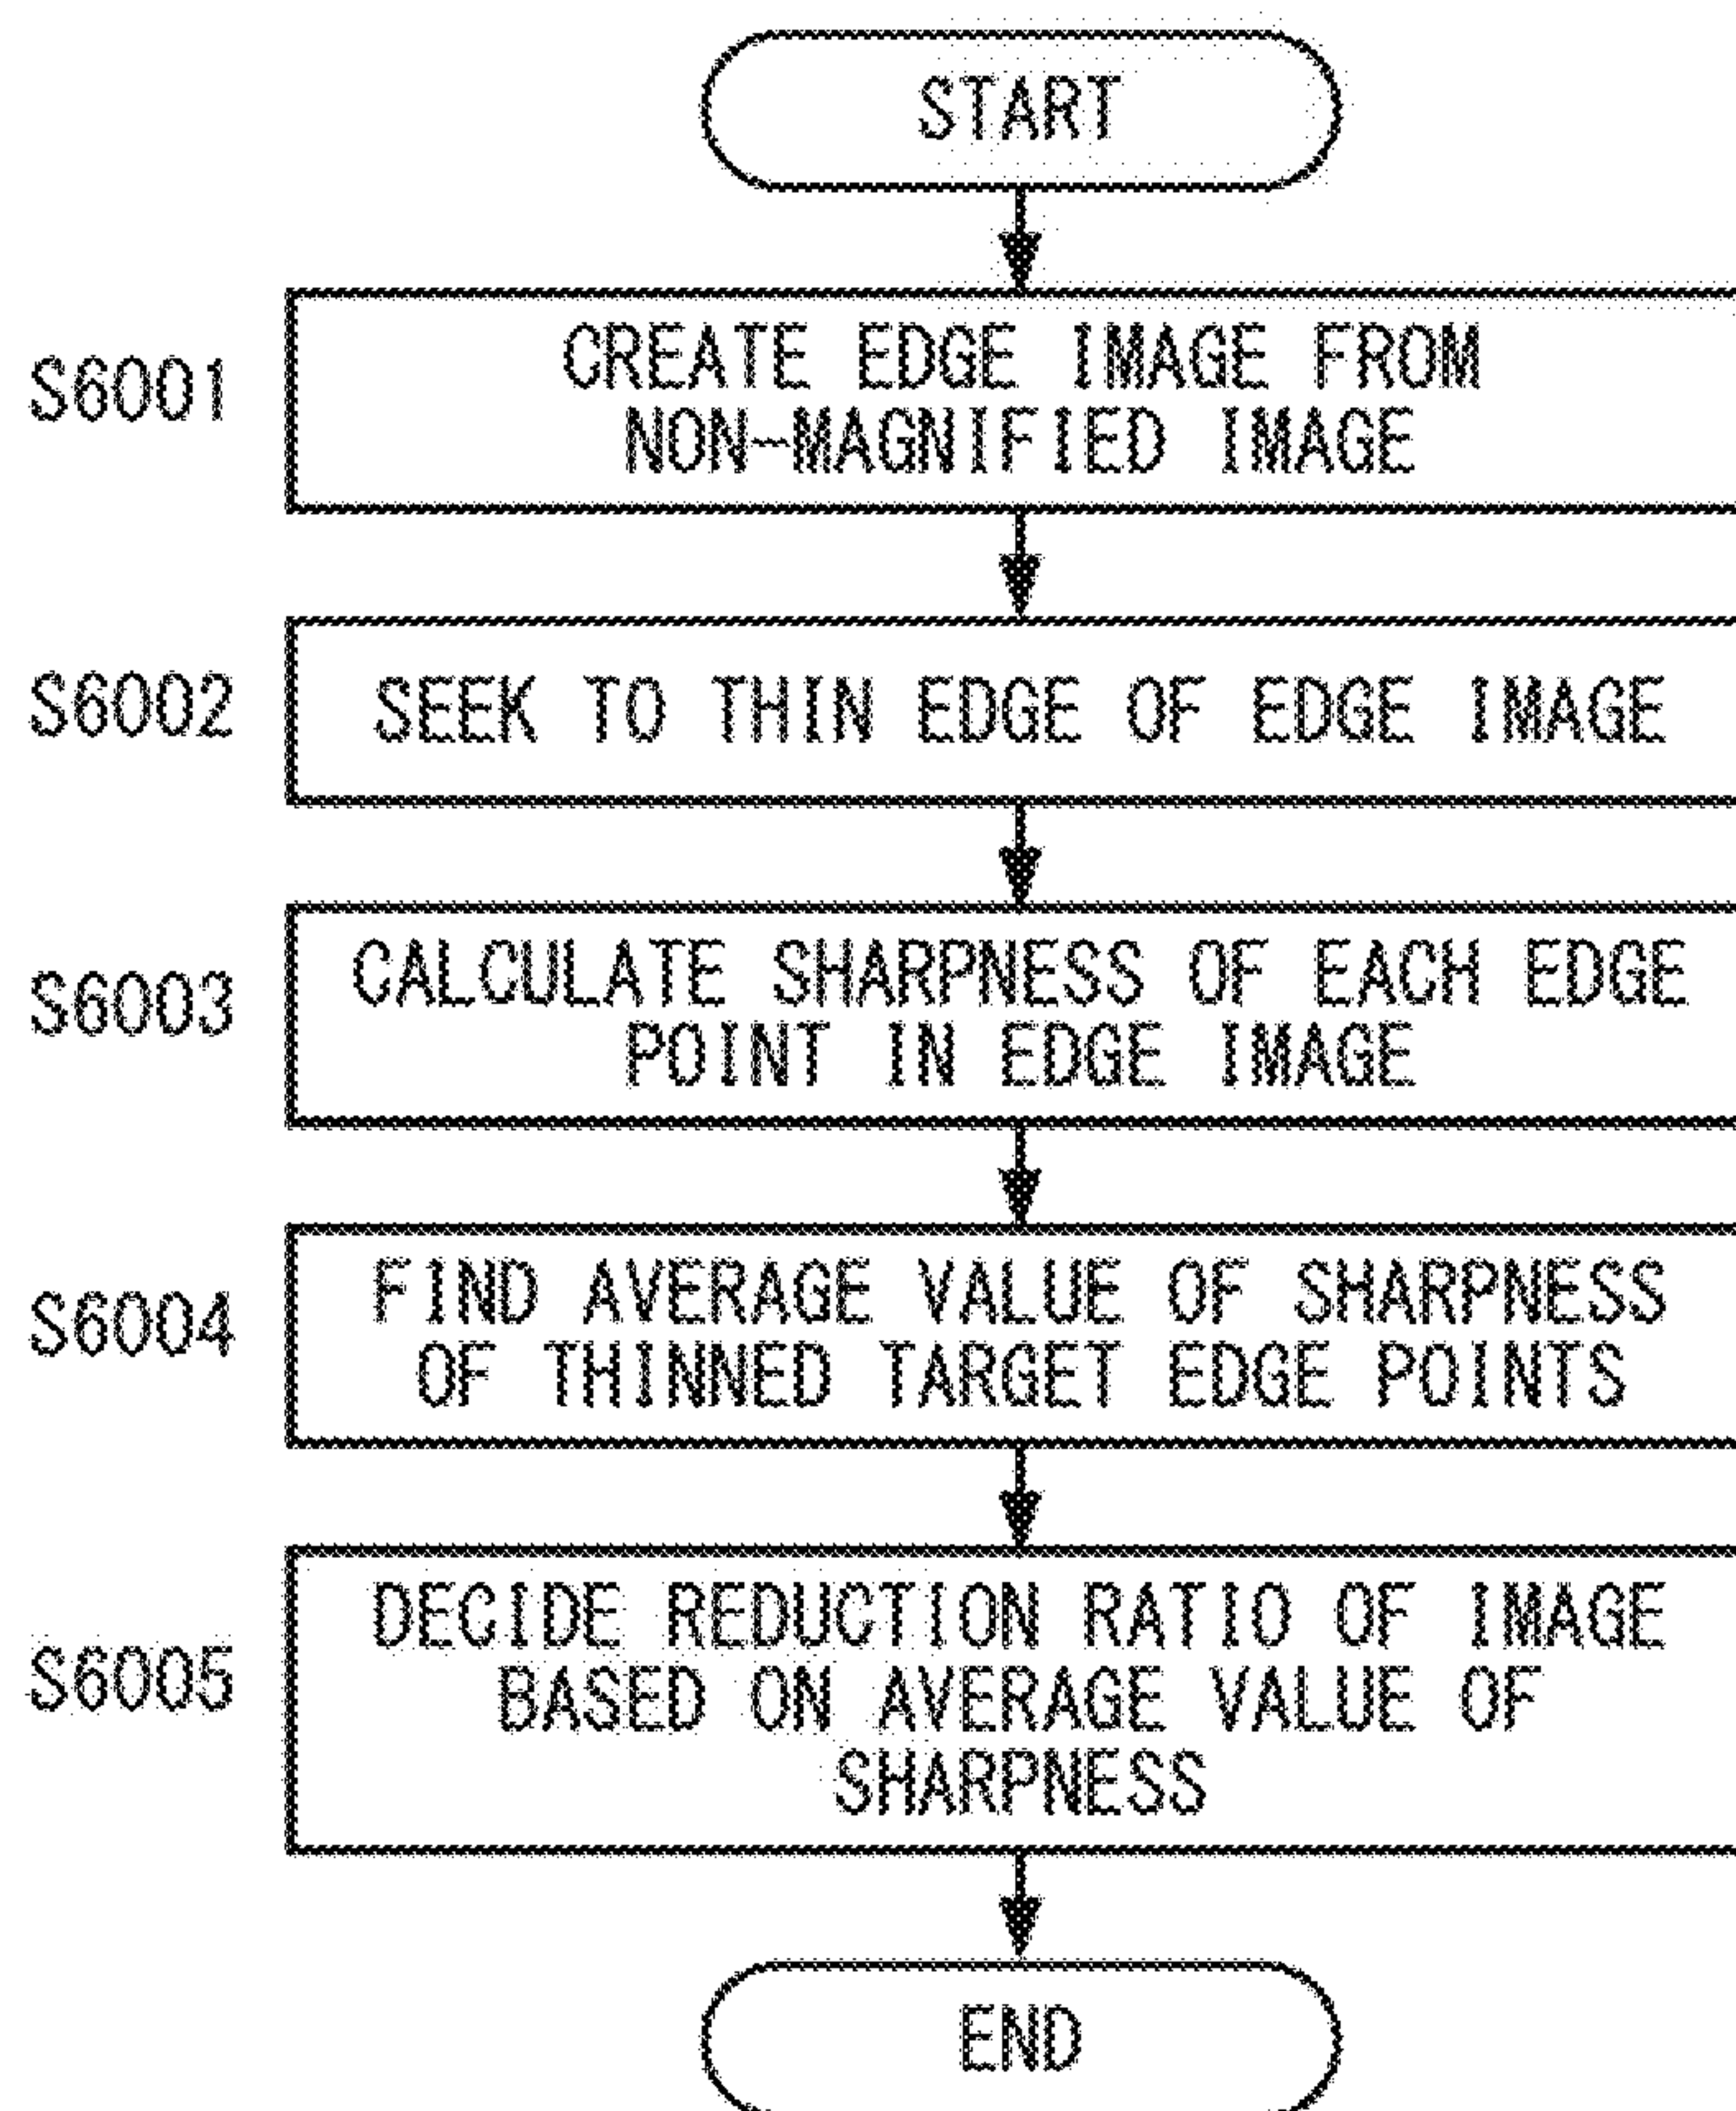 START
S6001
CREATE EDGE IMAGE FROM
NON-MAGNIFIED IMAGE
S6002
SEEK TO THIN EDGE OF EDGE IMAGE
S6003
CALCULATE SHARPNESS OF EACH EDGE
POINT IN EDGE IMAGE
S6004
FIND AVERAGE VALUE OF SHARPNESS
OF THINNED TARGET EDGE POINTS
S6005
DECIDE REDUCTION RATIO OF IMAGE
BASED ON AVERAGE VALUE OF
SHARPNESS
END